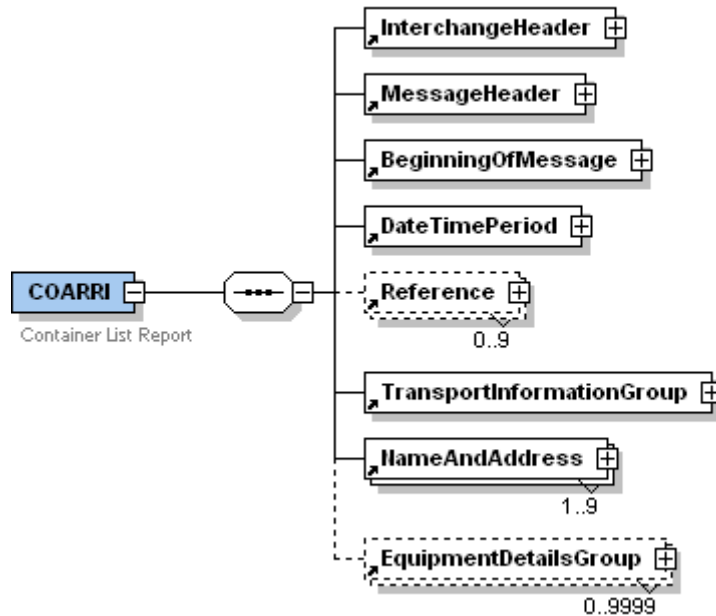 InterchangeHeader
MessageHeader
BeginningOfMessage
DateTimePeriod
COARRI
Container List Report
Reference
0..9
TransportInformationGroup
NameAndAddress
1..9
EquipmentDetailsGroup
0..9999